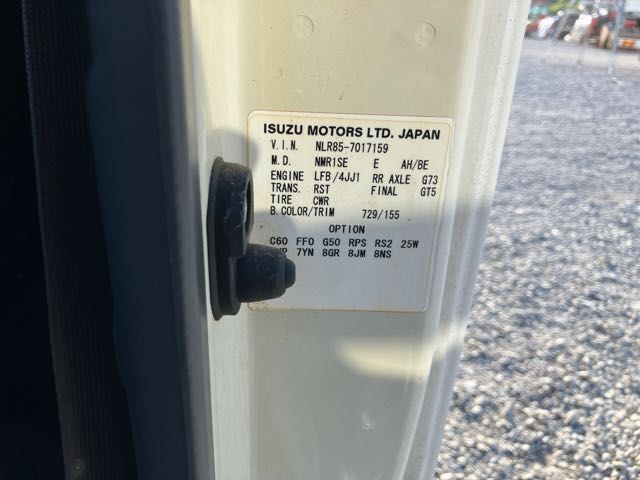 ISUZU MOTORS LTD. JAPAN
V.I.N. NLR85-7017159
M.D. NMR1SE E AH/BE
ENGINE LFB/4JJ1 RR AXLE G73
TRANS. RST FINAL GT5
TIRE CWR
B.COLOR/TRIM 729/155
OPTION
C60 FF0 G50 RPS RS2 25W
7YN 8GR 8JM 8NS